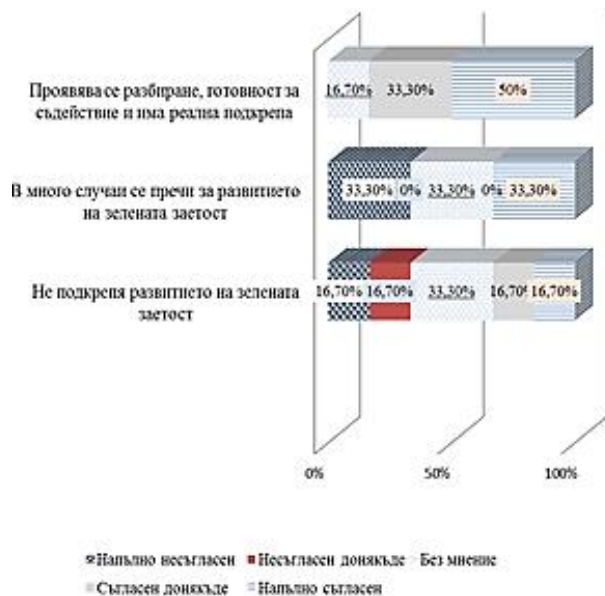 Проявява се разбиране, готовност за
съдействие и има реална подкрепа
16,70% 33,30% 50%
В много случаи се пречи за развитието
на зелената заетост
33,30% 0% 33,30% 0% 33,30%
Не подкрепя развитието на зелената
заетост
16,70% 16,70% 33,30% 16,70% 16,70%
0% 50% 100%
Напълно несъгласен Несъгласен донякъде Без мнение
Съгласен донякъде Напълно съгласен